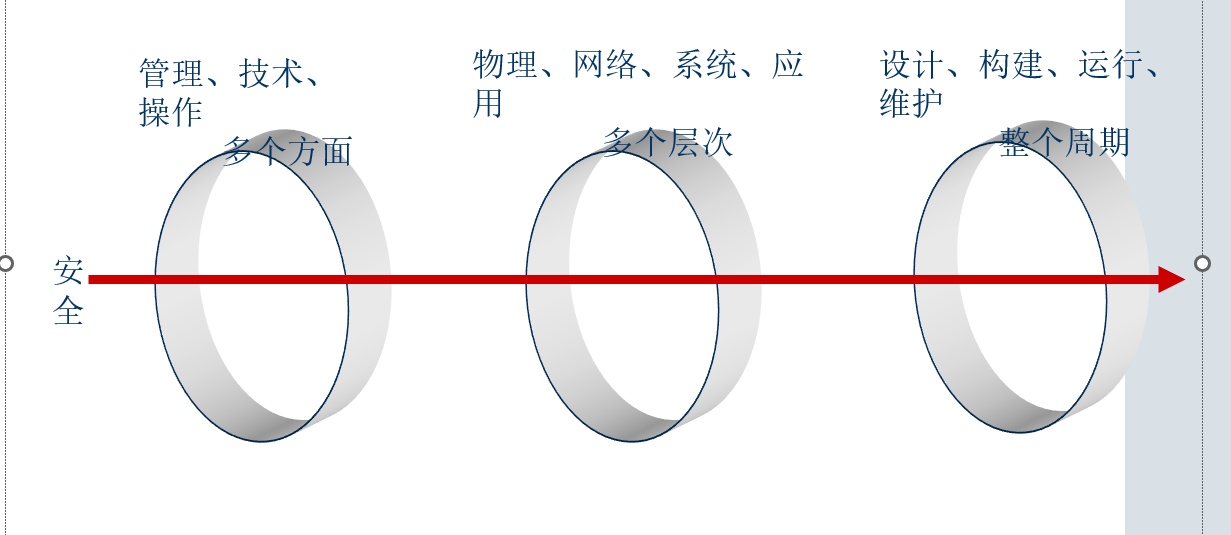 管理、技术、
操作
多个方面
物理、网络、系统、应
用
多个层次
设计、构建、运行、
维护
整个周期
安
全